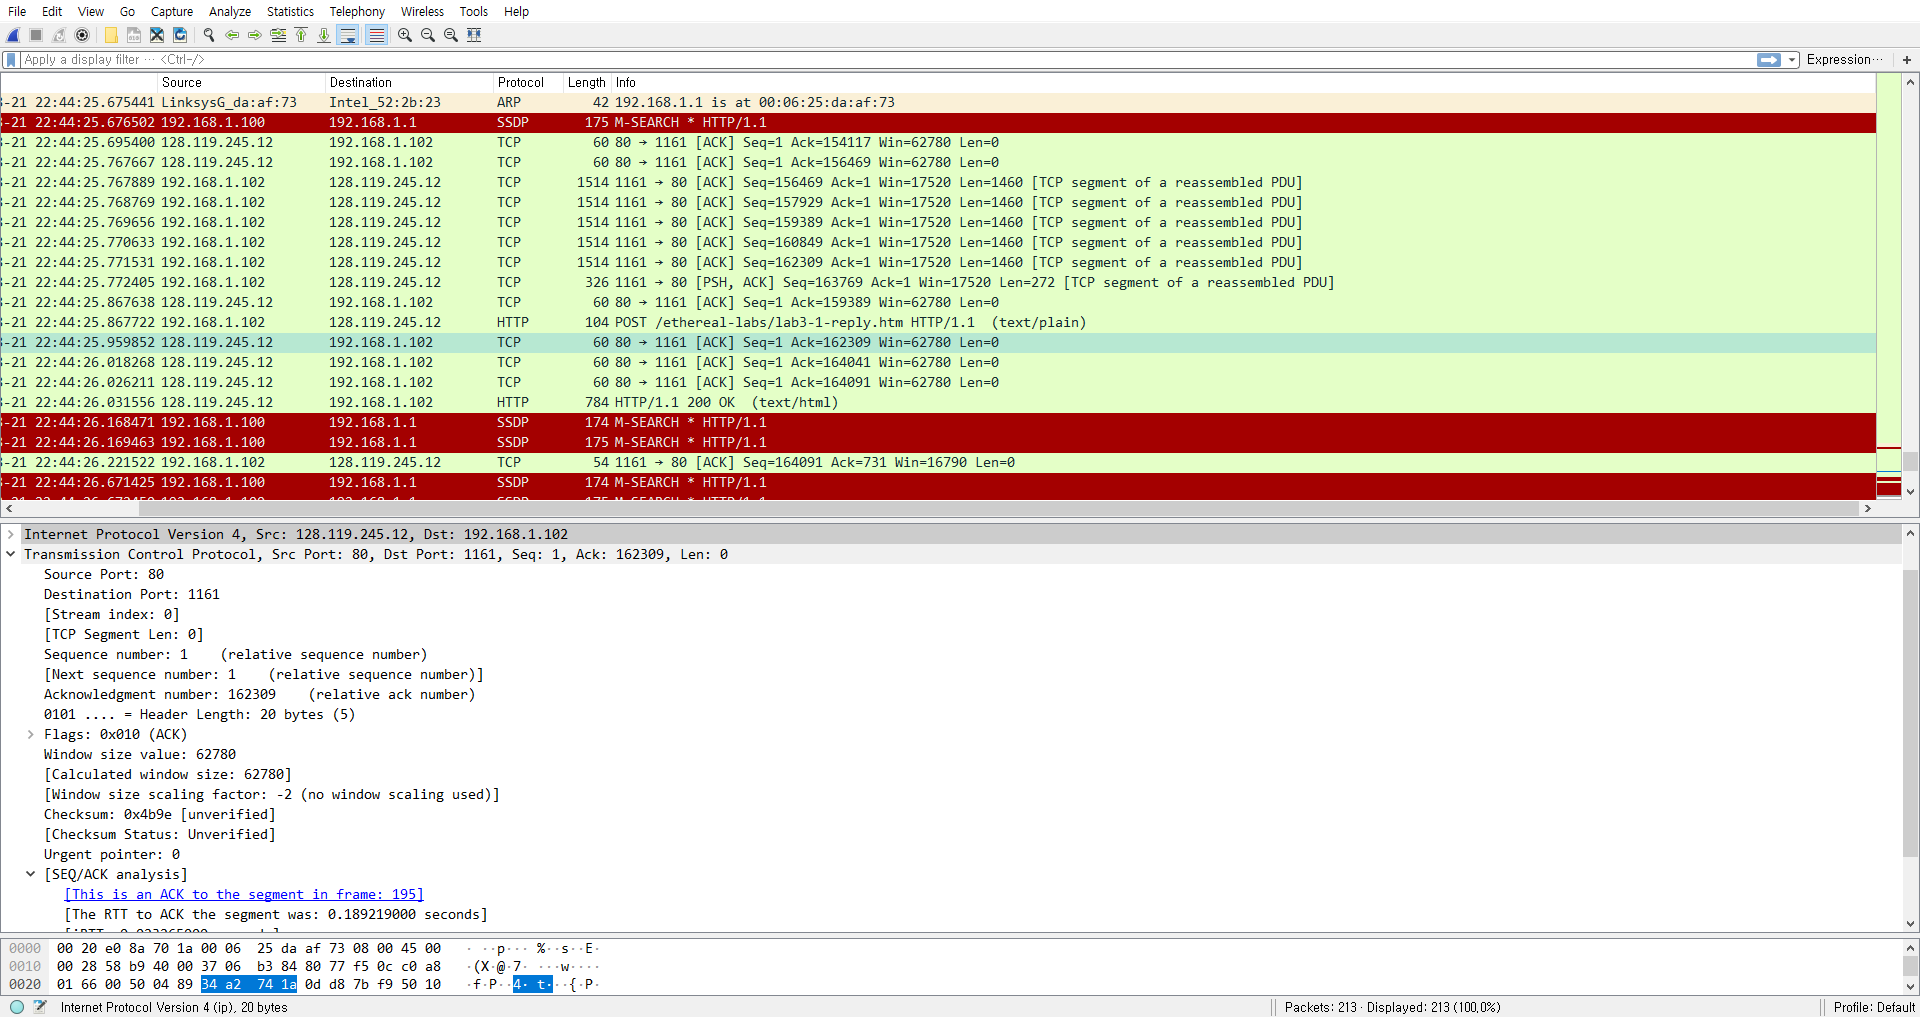 File Edit View Go Capture Analyze Statistics Telephony Wireless Tools Help
Apply a display filter ··· <Ctrl-/> Expression··· +
Source Destination Protocol Length Info
-21 22:44:25.675441 LinksysG_da:af:73 Intel_52:2b:23 ARP 42 192.168.1.1 is at 00:06:25:da:af:73
-21 22:44:25.676502 192.168.1.100 192.168.1.1 SSDP 175 M-SEARCH * HTTP/1.1
-21 22:44:25.695400 128.119.245.12 192.168.1.102 TCP 60 80 → 1161 [ACK] Seq=1 Ack=154117 Win=62780 Len=0
-21 22:44:25.767667 128.119.245.12 192.168.1.102 TCP 60 80 → 1161 [ACK] Seq=1 Ack=156469 Win=62780 Len=0
-21 22:44:25.767889 192.168.1.102 128.119.245.12 TCP 1514 1161 → 80 [ACK] Seq=156469 Ack=1 Win=17520 Len=1460 [TCP segment of a reassembled PDU]
-21 22:44:25.768769 192.168.1.102 128.119.245.12 TCP 1514 1161 → 80 [ACK] Seq=157929 Ack=1 Win=17520 Len=1460 [TCP segment of a reassembled PDU]
-21 22:44:25.769656 192.168.1.102 128.119.245.12 TCP 1514 1161 → 80 [ACK] Seq=159389 Ack=1 Win=17520 Len=1460 [TCP segment of a reassembled PDU]
-21 22:44:25.770633 192.168.1.102 128.119.245.12 TCP 1514 1161 → 80 [ACK] Seq=160849 Ack=1 Win=17520 Len=1460 [TCP segment of a reassembled PDU]
-21 22:44:25.771531 192.168.1.102 128.119.245.12 TCP 1514 1161 → 80 [ACK] Seq=162309 Ack=1 Win=17520 Len=1460 [TCP segment of a reassembled PDU]
-21 22:44:25.772405 192.168.1.102 128.119.245.12 TCP 326 1161 → 80 [PSH, ACK] Seq=163769 Ack=1 Win=17520 Len=272 [TCP segment of a reassembled PDU]
-21 22:44:25.867638 128.119.245.12 192.168.1.102 TCP 60 80 → 1161 [ACK] Seq=1 Ack=159389 Win=62780 Len=0
-21 22:44:25.867722 192.168.1.102 128.119.245.12 HTTP 104 POST /ethereal-labs/lab3-1-reply.htm HTTP/1.1 (text/plain)
-21 22:44:25.959852 128.119.245.12 192.168.1.102 TCP 60 80 → 1161 [ACK] Seq=1 Ack=162309 Win=62780 Len=0
-21 22:44:26.018268 128.119.245.12 192.168.1.102 TCP 60 80 → 1161 [ACK] Seq=1 Ack=164041 Win=62780 Len=0
-21 22:44:26.026211 128.119.245.12 192.168.1.102 TCP 60 80 → 1161 [ACK] Seq=1 Ack=164091 Win=62780 Len=0
-21 22:44:26.031556 128.119.245.12 192.168.1.102 HTTP 784 HTTP/1.1 200 OK (text/html)
-21 22:44:26.168471 192.168.1.100 192.168.1.1 SSDP 174 M-SEARCH * HTTP/1.1
-21 22:44:26.169463 192.168.1.100 192.168.1.1 SSDP 175 M-SEARCH * HTTP/1.1
-21 22:44:26.221522 192.168.1.102 128.119.245.12 TCP 54 1161 → 80 [ACK] Seq=164091 Ack=731 Win=16790 Len=0
-21 22:44:26.671425 192.168.1.100 192.168.1.1 SSDP 174 M-SEARCH * HTTP/1.1
Internet Protocol Version 4, Src: 128.119.245.12, Dst: 192.168.1.102
Transmission Control Protocol, Src Port: 80, Dst Port: 1161, Seq: 1, Ack: 162309, Len: 0
Source Port: 80
Destination Port: 1161
[Stream index: 0]
[TCP Segment Len: 0]
Sequence number: 1 (relative sequence number)
[Next sequence number: 1 (relative sequence number)]
Acknowledgment number: 162309 (relative ack number)
0101 .... = Header Length: 20 bytes (5)
Flags: 0x010 (ACK)
Window size value: 62780
[Calculated window size: 62780]
[Window size scaling factor: -2 (no window scaling used)]
Checksum: 0x4b9e [unverified]
[Checksum Status: Unverified]
Urgent pointer: 0
[SEQ/ACK analysis]
[This is an ACK to the segment in frame: 195]
[The RTT to ACK the segment was: 0.189219000 seconds]
0000 00 20 e0 8a 70 1a 00 06 25 da af 73 08 00 45 00 · ··p··· %··s··E·
0010 00 28 58 b9 40 00 37 06 b3 84 80 77 f5 0c c0 a8 ·(X·@·7· ···w····
0020 01 66 00 50 04 89 34 a2 74 1a 0d d8 7b f9 50 10 ·f·P··4· t···{·P·
Internet Protocol Version 4 (ip), 20 bytes Packets: 213 · Displayed: 213 (100,0%) Profile: Default